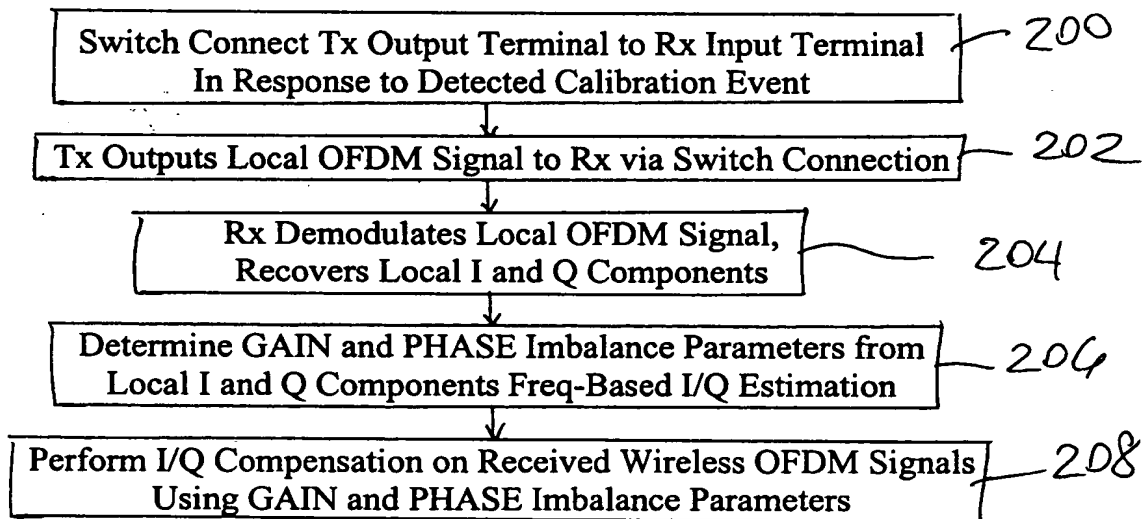 Switch Connect Tx Output Terminal to Rx Input Terminal 200
In Response to Detected Calibration Event
Tx Outputs Local OFDM Signal to Rx via Switch Connection 202
Rx Demodulates Local OFDM Signal,
Recovers Local I and Q Components 204
Determine GAIN and PHASE Imbalance Parameters from
Local I and Q Components Freq-Based I/Q Estimation 206
Perform I/Q Compensation on Received Wireless OFDM Signals 208
Using GAIN and PHASE Imbalance Parameters